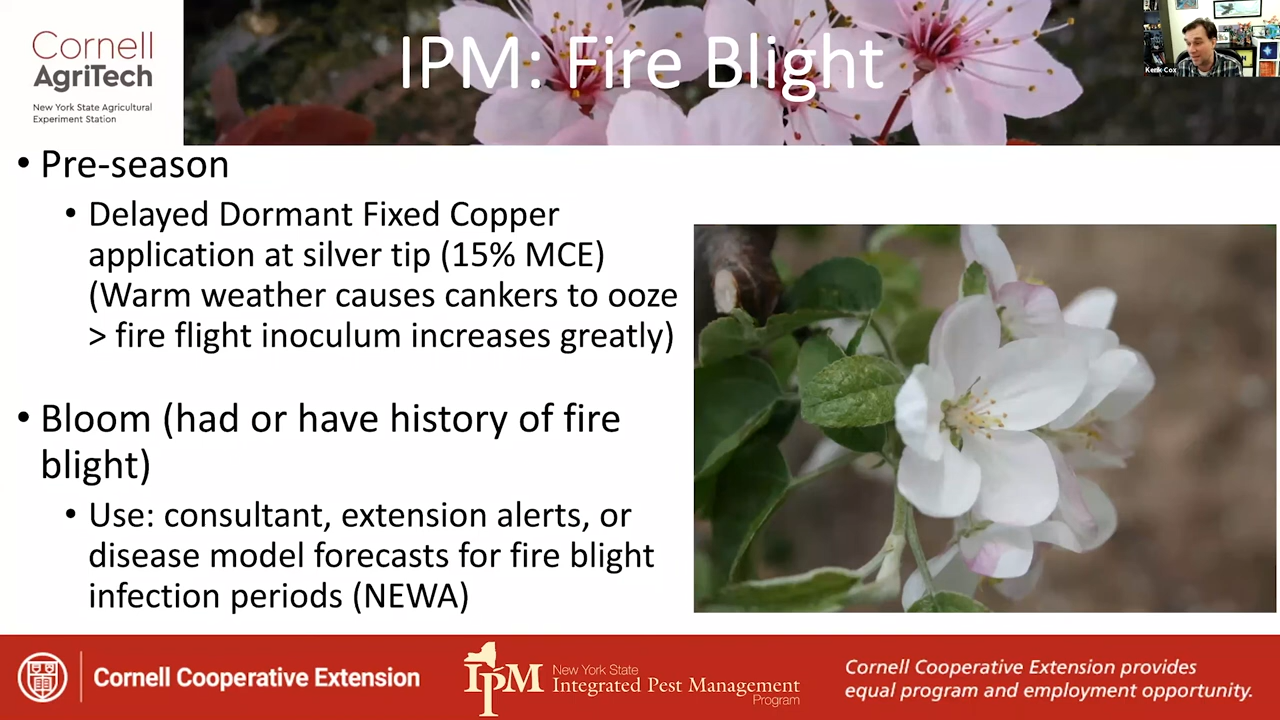 Cornell
AgriTech
New York State Agricultural
Experiment Station
IPM: Fire Blight
Kerik Cox
• Pre-season
• Delayed Dormant Fixed Copper
application at silver tip (15% MCE)
(Warm weather causes cankers to ooze
> fire flight inoculum increases greatly)
• Bloom (had or have history of fire
blight)
• Use: consultant, extension alerts, or
disease model forecasts for fire blight
infection periods (NEWA)
Cornell Cooperative Extension
IPM
New York State
Integrated Pest Management
Program
Cornell Cooperative Extension provides
equal program and employment opportunity.